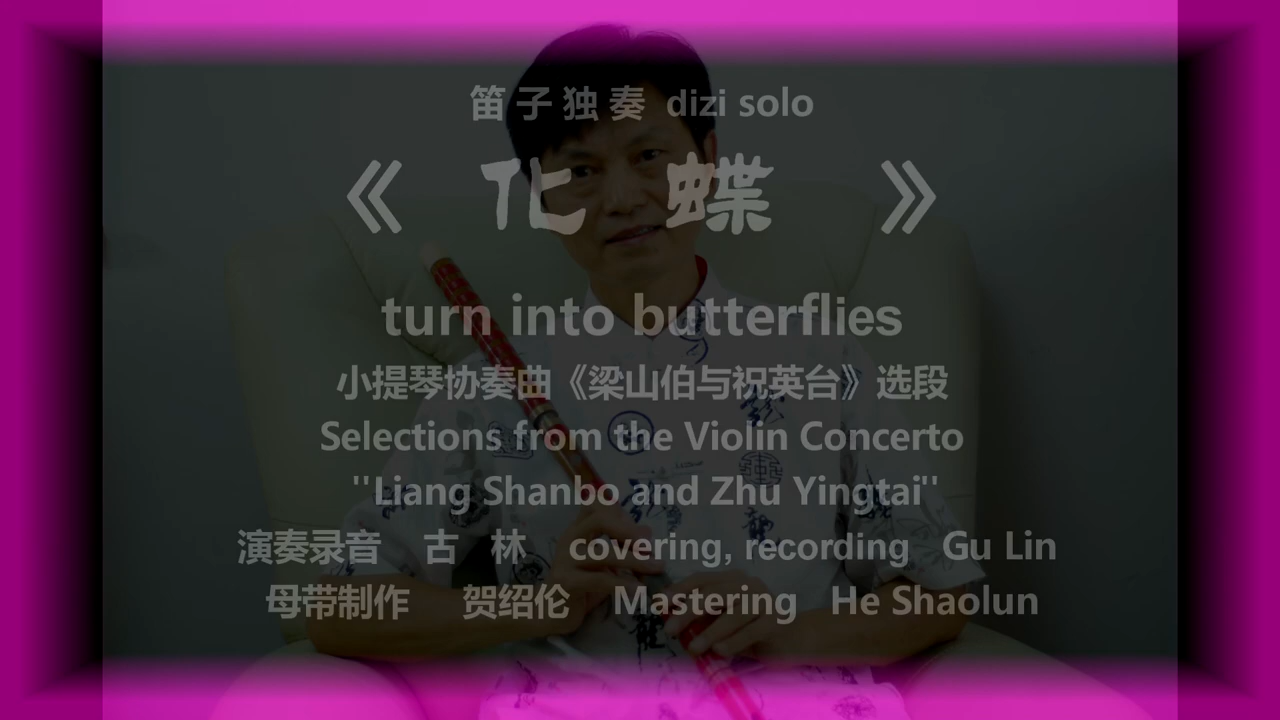 笛子独奏 dizi solo
《 化 蝶 》
turn into butterflies
小提琴协奏曲《梁山伯与祝英台》选段
Selections from the Violin Concerto
''Liang Shanbo and Zhu Yingtai''
演奏录音 古 林 covering, recording Gu Lin
母带制作 贺绍伦 Mastering He Shaolun